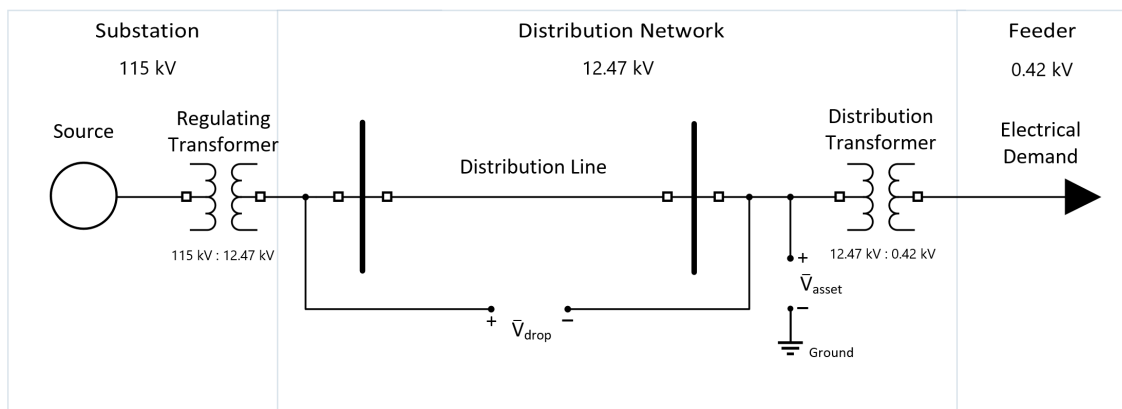 Substation
115 kV
Distribution Network
12.47 kV
Feeder
0.42 kV
Source
Regulating
Transformer
115 kV : 12.47 kV
Distribution Line
Distribution
Transformer
12.47 kV : 0.42 kV
Electrical
Demand
+
V̄asset
−
Ground
+
V̄drop
−